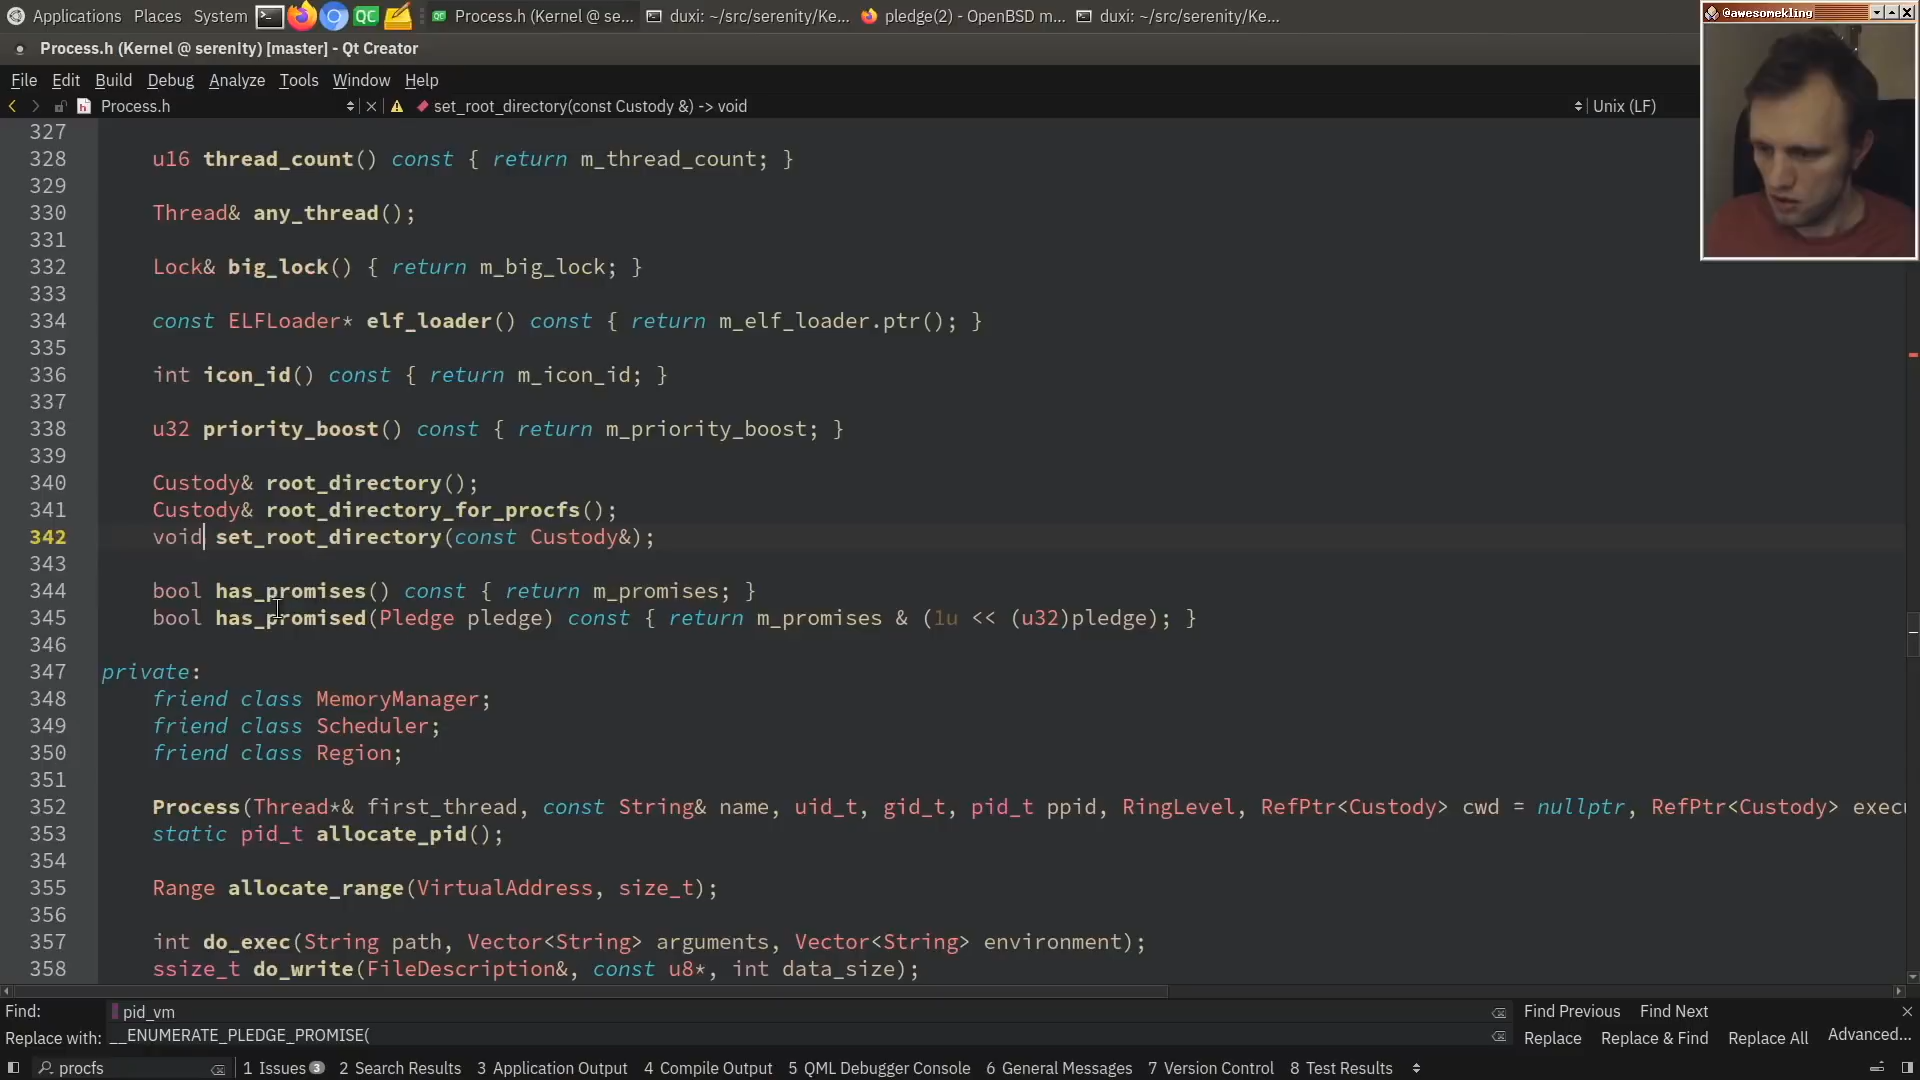 Applications Places System Process.h (Kernel @ se... duxi: ~/src/serenity/Ke... pledge(2) - OpenBSD m... duxi: ~/src/serenity/Ke...
@awesomekling
Process.h (Kernel @ serenity) [master] - Qt Creator
File Edit Build Debug Analyze Tools Window Help
Process.h set_root_directory(const Custody &) -> void Unix (LF)
327
328 u16 thread_count() const { return m_thread_count; }
329
330 Thread& any_thread();
331
332 Lock& big_lock() { return m_big_lock; }
333
334 const ELFLoader* elf_loader() const { return m_elf_loader.ptr(); }
335
336 int icon_id() const { return m_icon_id; }
337
338 u32 priority_boost() const { return m_priority_boost; }
339
340 Custody& root_directory();
341 Custody& root_directory_for_procfs();
342 void set_root_directory(const Custody&);
343
344 bool has_promises() const { return m_promises; }
345 bool has_promised(Pledge pledge) const { return m_promises & (1u << (u32)pledge); }
346
347 private:
348 friend class MemoryManager;
349 friend class Scheduler;
350 friend class Region;
351
352 Process(Thread*& first_thread, const String& name, uid_t, gid_t, pid_t ppid, RingLevel, RefPtr<Custody> cwd = nullptr, RefPtr<Custody> execu
353 static pid_t allocate_pid();
354
355 Range allocate_range(VirtualAddress, size_t);
356
357 int do_exec(String path, Vector<String> arguments, Vector<String> environment);
358 ssize_t do_write(FileDescription&, const u8*, int data_size);
Find: pid_vm Find Previous Find Next
Replace with: __ENUMERATE_PLEDGE_PROMISE( Replace Replace & Find Replace All Advanced...
procfs 1 Issues 3 2 Search Results 3 Application Output 4 Compile Output 5 QML Debugger Console 6 General Messages 7 Version Control 8 Test Results